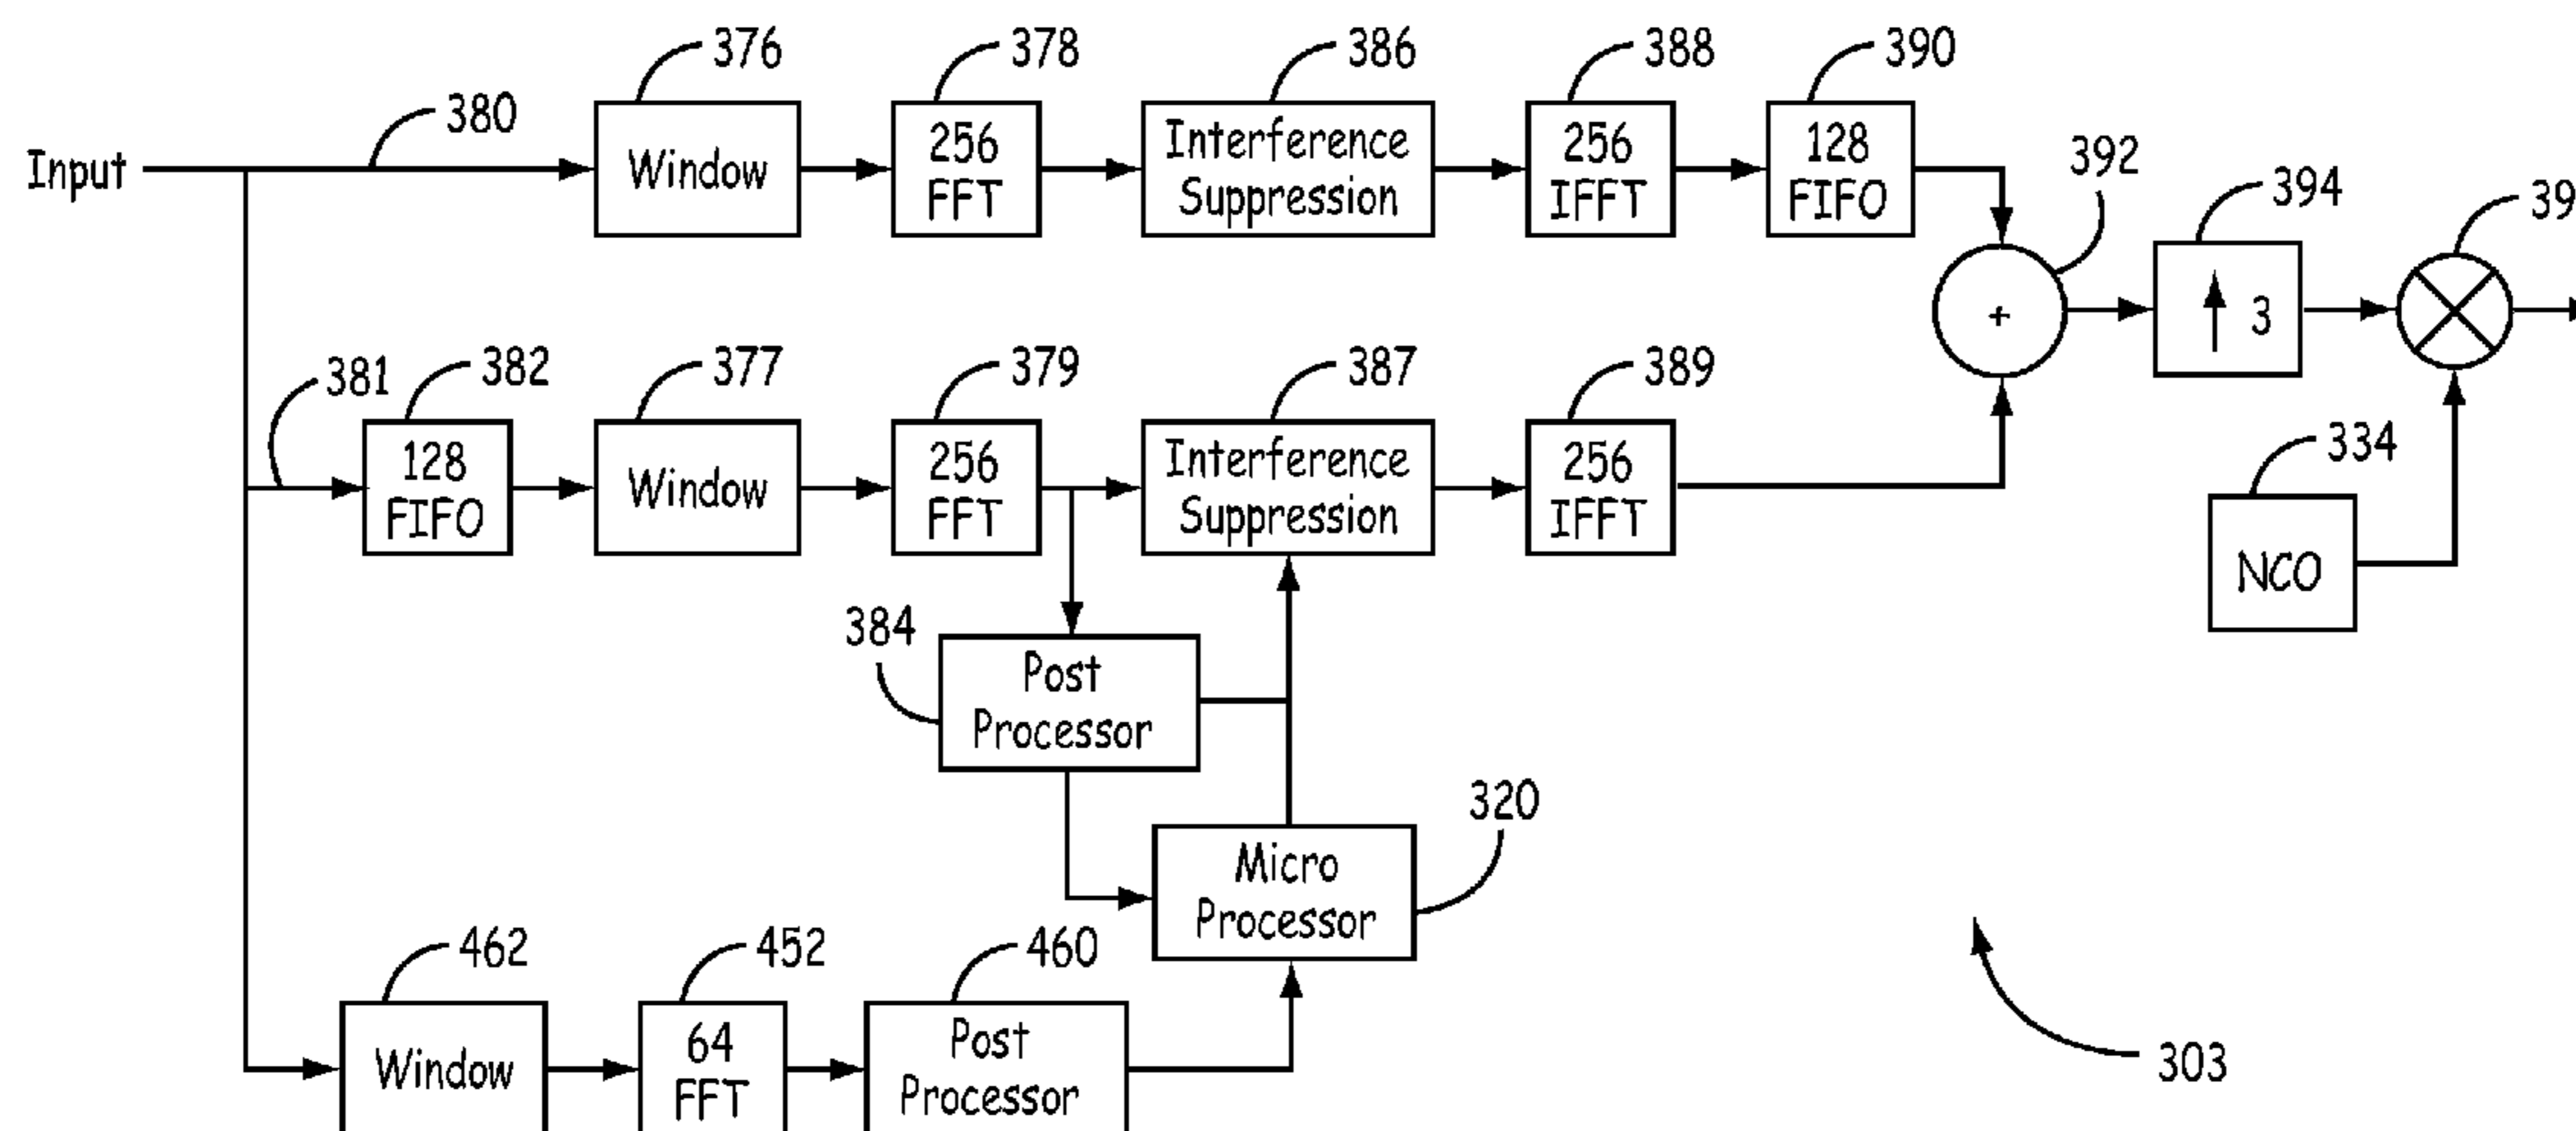 376
378
386
388
390
380
392
Input
Window
256
FFT
Interference
Suppression
256
IFFT
128
FIFO
394
39
+
↑ 3
381
382
377
379
387
389
128
FIFO
Window
256
FFT
Interference
Suppression
256
IFFT
334
NCO
384
Post
Processor
320
Micro
Processor
462
452
460
Window
64
FFT
Post
Processor
303